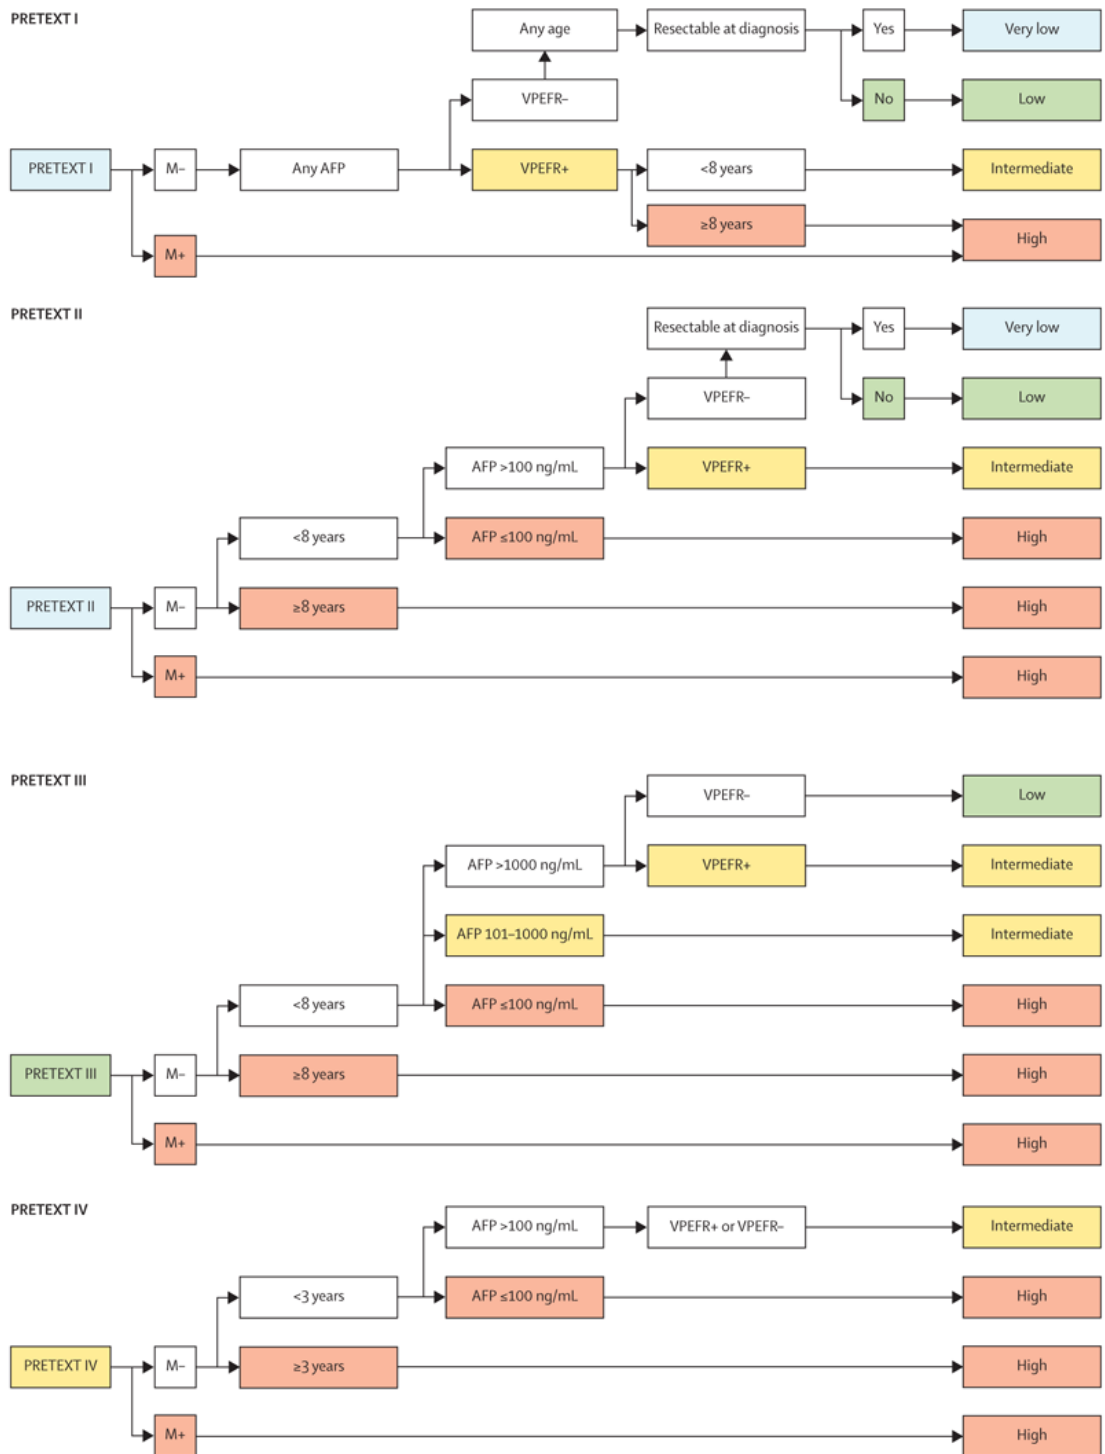 PRETEXT I
Any age
Resectable at diagnosis
Yes
Very low
VPEFR–
No
Low
PRETEXT I
M–
Any AFP
VPEFR+
<8 years
Intermediate
≥8 years
High
M+
PRETEXT II
Resectable at diagnosis
Yes
Very low
VPEFR–
No
Low
AFP >100 ng/mL
VPEFR+
Intermediate
<8 years
AFP ≤100 ng/mL
High
PRETEXT II
M–
≥8 years
High
M+
High
PRETEXT III
VPEFR–
Low
AFP >1000 ng/mL
VPEFR+
Intermediate
AFP 101–1000 ng/mL
Intermediate
<8 years
AFP ≤100 ng/mL
High
PRETEXT III
M–
≥8 years
High
M+
High
PRETEXT IV
AFP >100 ng/mL
VPEFR+ or VPEFR–
Intermediate
<3 years
AFP ≤100 ng/mL
High
PRETEXT IV
M–
≥3 years
High
M+
High